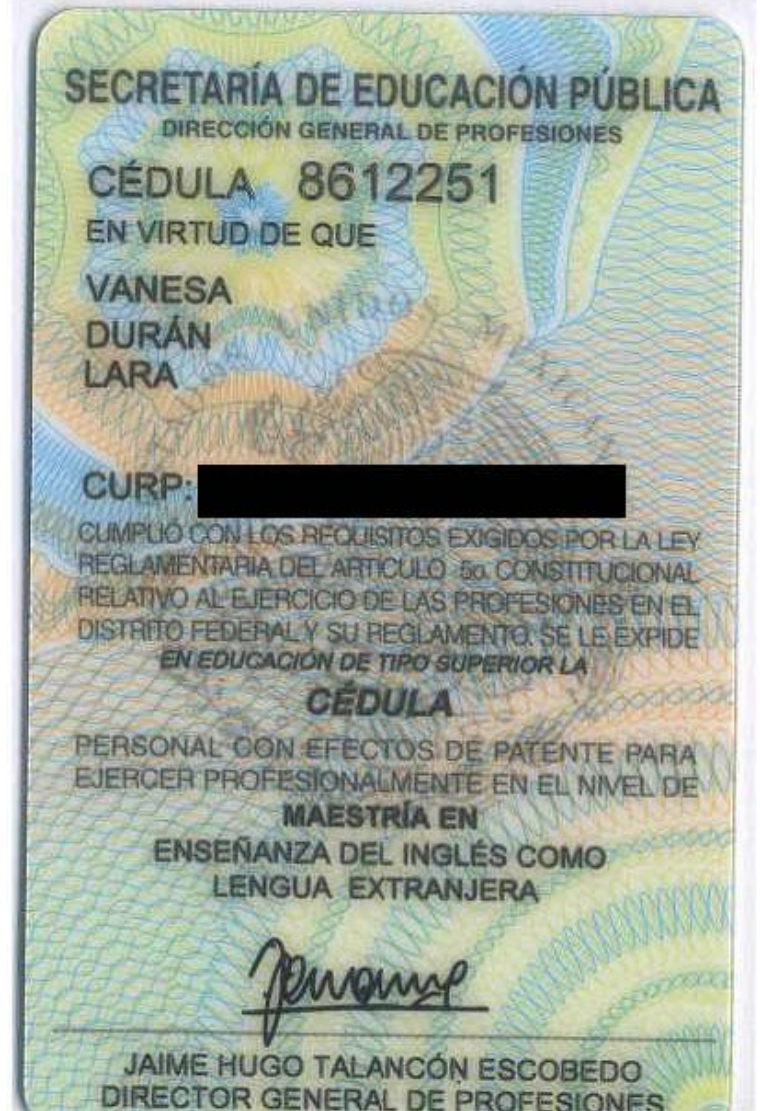 SECRETARÍA DE EDUCACIÓN PÚBLICA
DIRECCIÓN GENERAL DE PROFESIONES
CÉDULA 8612251
EN VIRTUD DE QUE
VANESA
DURÁN
LARA
CURP:
CUMPLIÓ CON LOS REQUISITOS EXIGIDOS POR LA LEY
REGLAMENTARIA DEL ARTICULO 5o. CONSTITUCIONAL
RELATIVO AL EJERCICIO DE LAS PROFESIONES EN EL
DISTRITO FEDERAL Y SU REGLAMENTO. SE LE EXPIDE
EN EDUCACIÓN DE TIPO SUPERIOR LA
CÉDULA
PERSONAL CON EFECTOS DE PATENTE PARA
EJERCER PROFESIONALMENTE EN EL NIVEL DE
MAESTRÍA EN
ENSEÑANZA DEL INGLÉS COMO
LENGUA EXTRANJERA
JAIME HUGO TALANCÓN ESCOBEDO
DIRECTOR GENERAL DE PROFESIONES